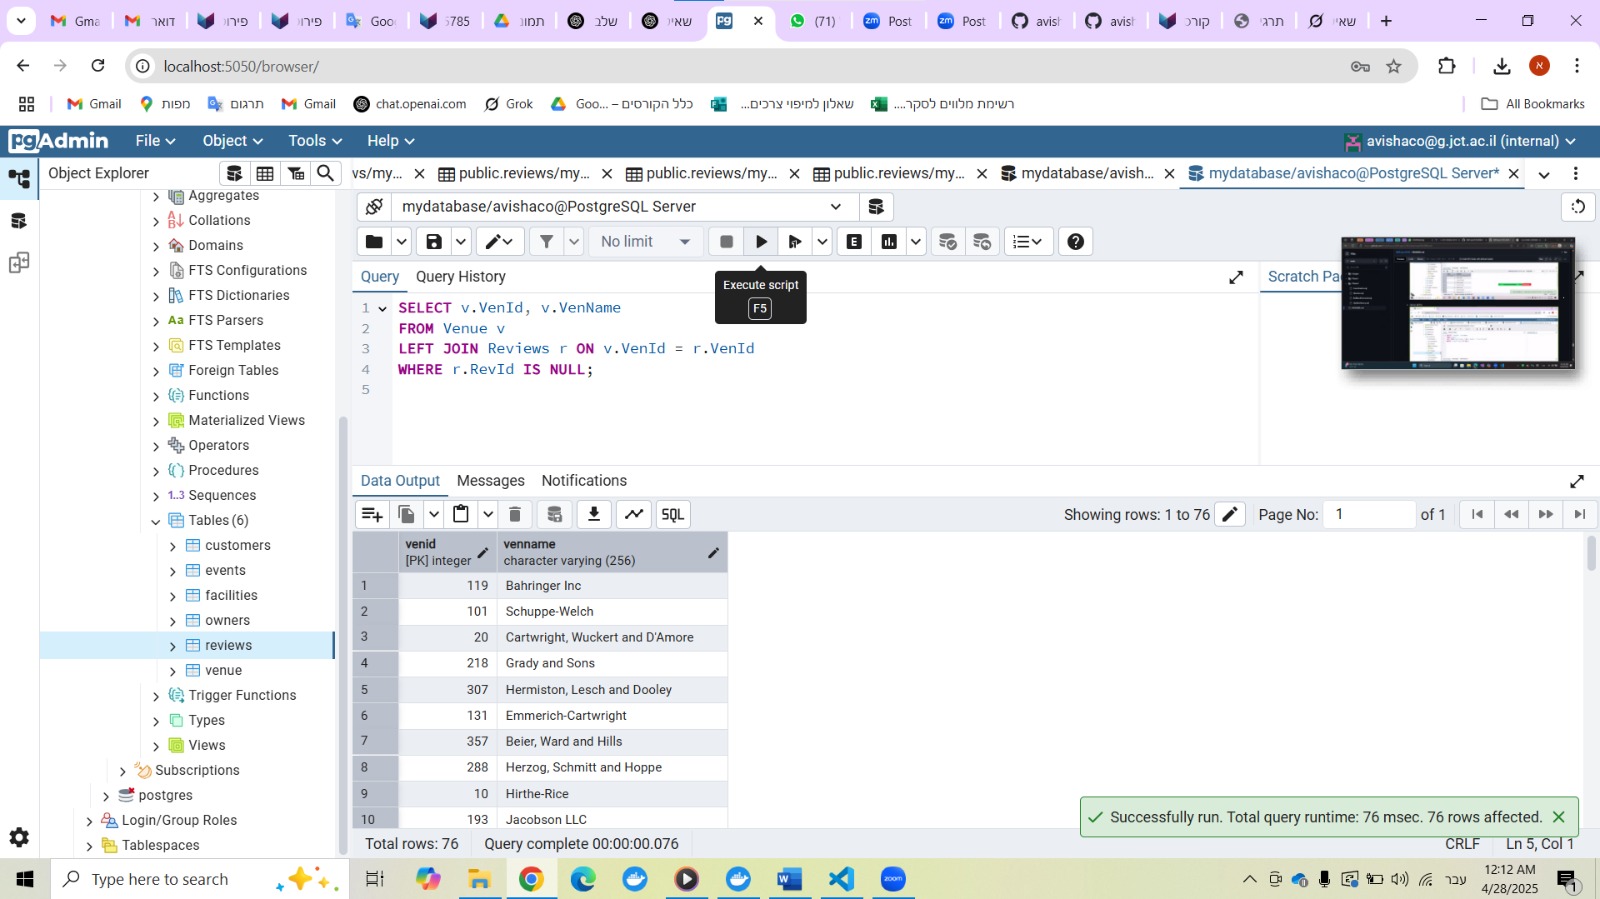 Gma
דואר
פירו
פירו
Goo
5785
תמונ
שלב
שאי
(71)
Post
Post
avish
avish
קורס
תרגי
שאי
localhost:5050/browser/
Gmail
מפות
תרגום
Gmail
chat.openai.com
Grok
כלל הקורסים – Goo...
שאלון למיפוי צרכים...
רשימת מלווים לסקר...
All Bookmarks
pgAdmin
File
Object
Tools
Help
avishaco@g.jct.ac.il (internal)
Object Explorer
ws/my...
public.reviews/my...
public.reviews/my...
public.reviews/my...
mydatabase/avish...
mydatabase/avishaco@PostgreSQL Server*
mydatabase/avishaco@PostgreSQL Server
No limit
E
Query
Query History
Execute script
F5
Scratch Pa
1 SELECT v.VenId, v.VenName
2 FROM Venue v
3 LEFT JOIN Reviews r ON v.VenId = r.VenId
4 WHERE r.RevId IS NULL;
5
Aggregates
Collations
Domains
FTS Configurations
FTS Dictionaries
Aa FTS Parsers
FTS Templates
Foreign Tables
Functions
Materialized Views
Operators
Procedures
1..3 Sequences
Tables (6)
customers
events
facilities
owners
reviews
venue
Trigger Functions
Types
Views
Subscriptions
postgres
Login/Group Roles
Tablespaces
Data Output
Messages
Notifications
SQL
Showing rows: 1 to 76
Page No:
1
of 1
venid
[PK] integer
venname
character varying (256)
1 119 Bahringer Inc
2 101 Schuppe-Welch
3 20 Cartwright, Wuckert and D'Amore
4 218 Grady and Sons
5 307 Hermiston, Lesch and Dooley
6 131 Emmerich-Cartwright
7 357 Beier, Ward and Hills
8 288 Herzog, Schmitt and Hoppe
9 10 Hirthe-Rice
10 193 Jacobson LLC
Successfully run. Total query runtime: 76 msec. 76 rows affected.
Total rows: 76
Query complete 00:00:00.076
CRLF
Ln 5, Col 1
Type here to search
zoom
עבר
12:12 AM
4/28/2025
1